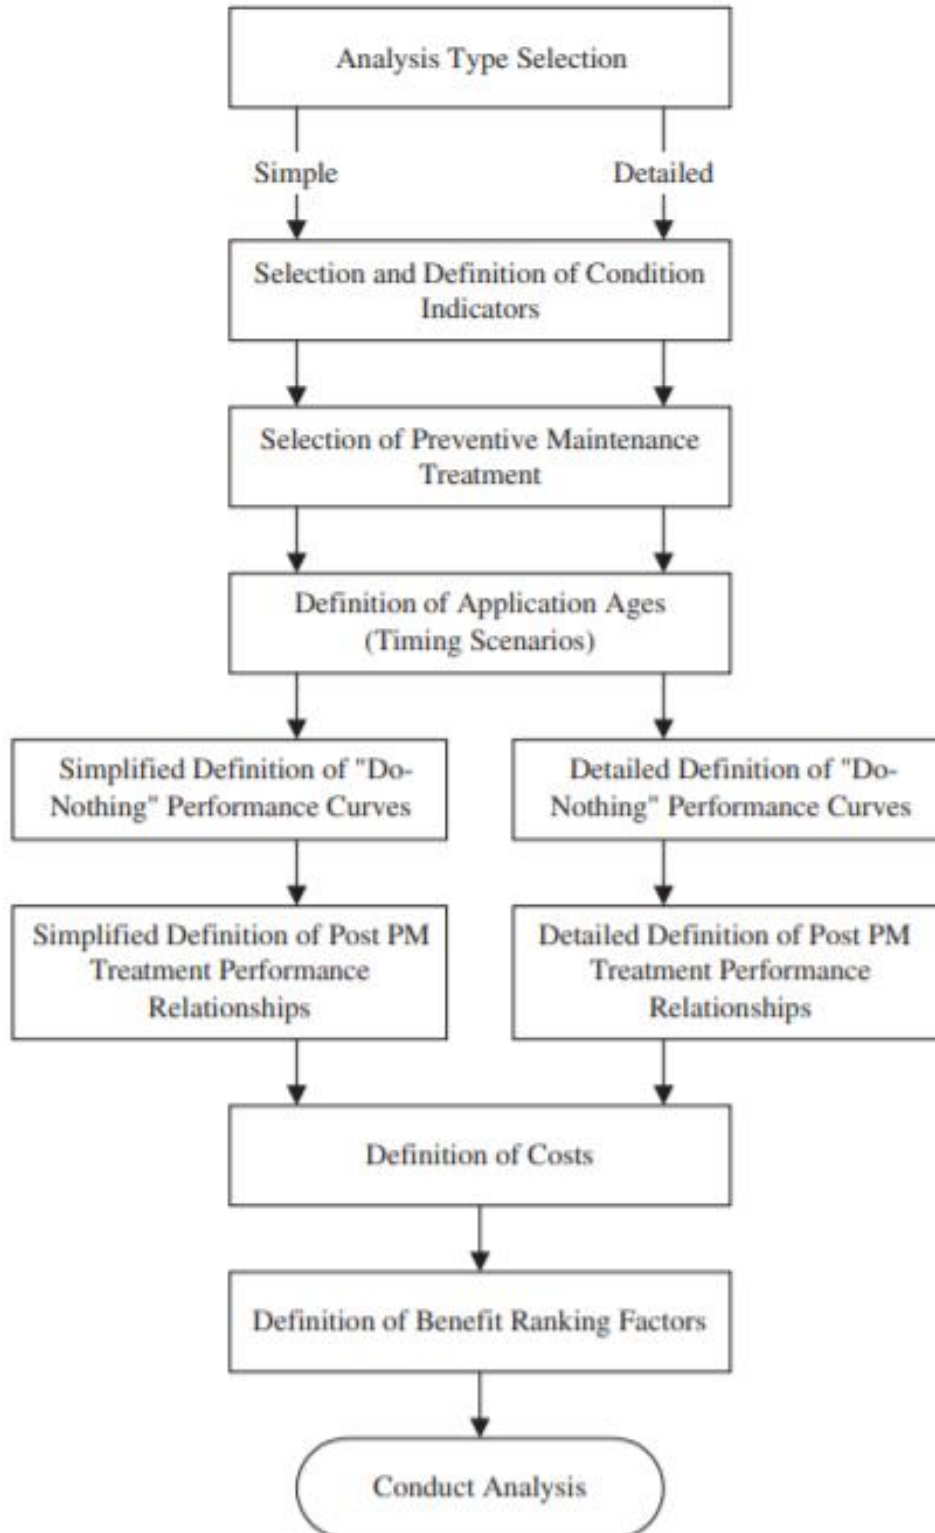 Analysis Type Selection
Simple
Detailed
Selection and Definition of Condition
Indicators
Selection of Preventive Maintenance
Treatment
Definition of Application Ages
(Timing Scenarios)
Simplified Definition of "Do-
Nothing" Performance Curves
Detailed Definition of "Do-
Nothing" Performance Curves
Simplified Definition of Post PM
Treatment Performance
Relationships
Detailed Definition of Post PM
Treatment Performance
Relationships
Definition of Costs
Definition of Benefit Ranking Factors
Conduct Analysis